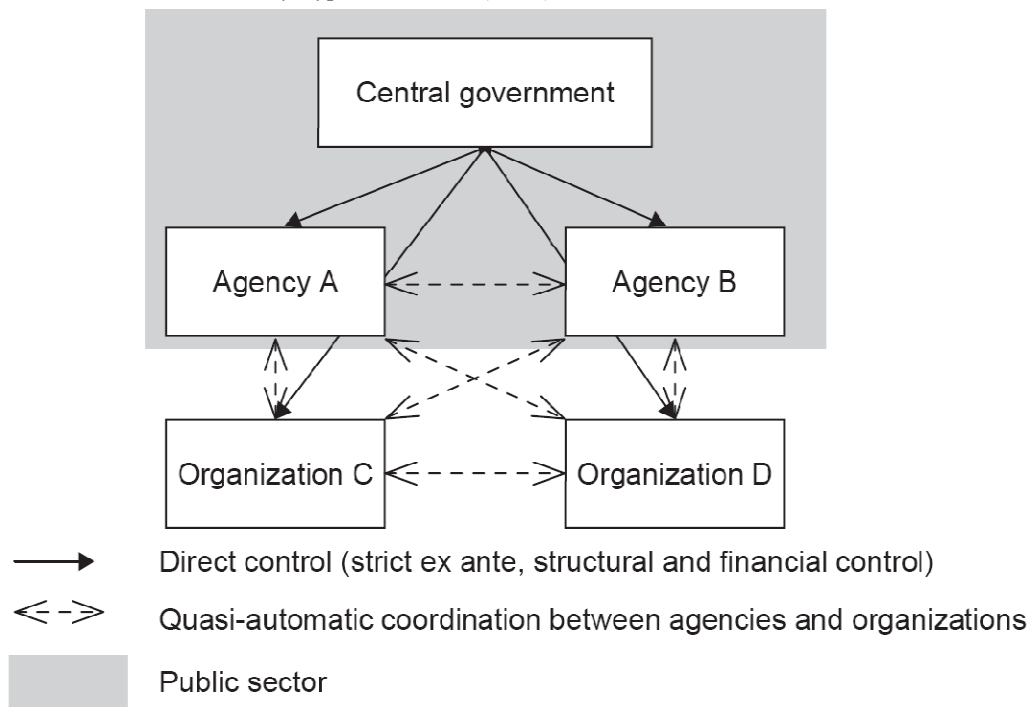 Central government
Agency A
Agency B
Organization C
Organization D
Direct control (strict ex ante, structural and financial control)
Quasi-automatic coordination between agencies and organizations
Public sector